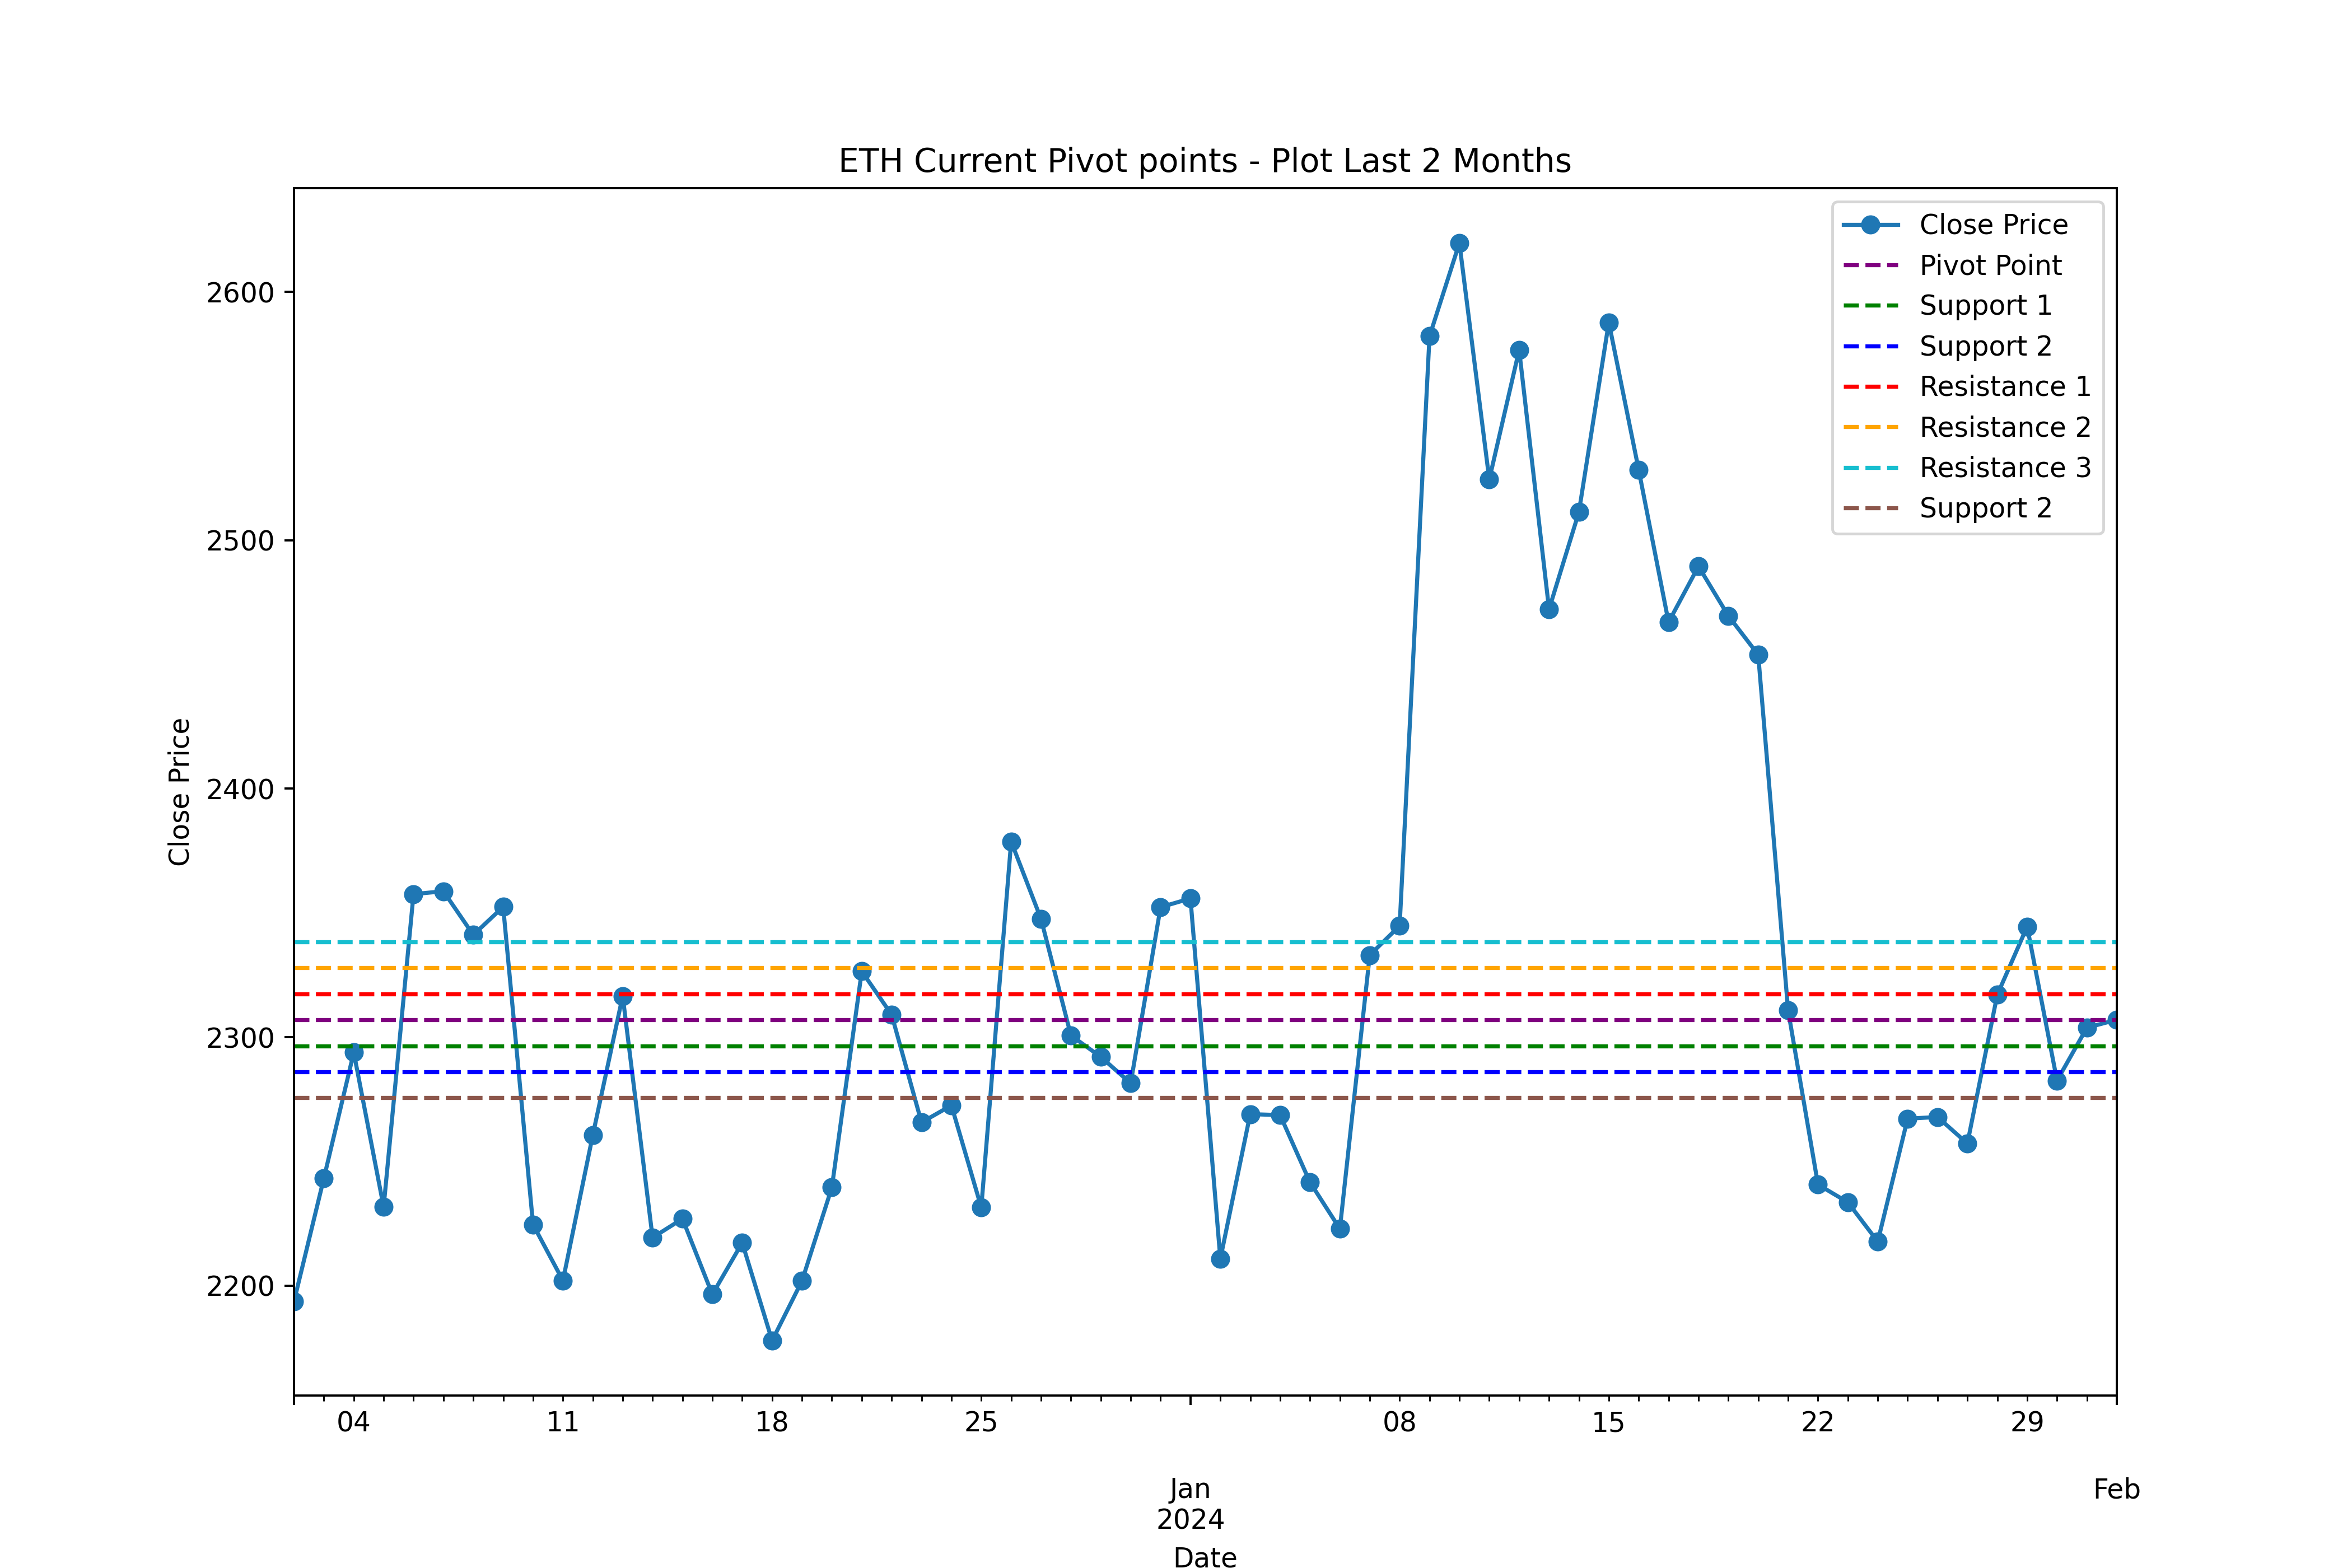 ETH Current Pivot points - Plot Last 2 Months
Close Price
Pivot Point
Support 1
Support 2
Resistance 1
Resistance 2
Resistance 3
Support 2
2600
2500
2400
2300
2200
Close Price
04 11 18 25 08 15 22 29
Jan Feb
2024
Date